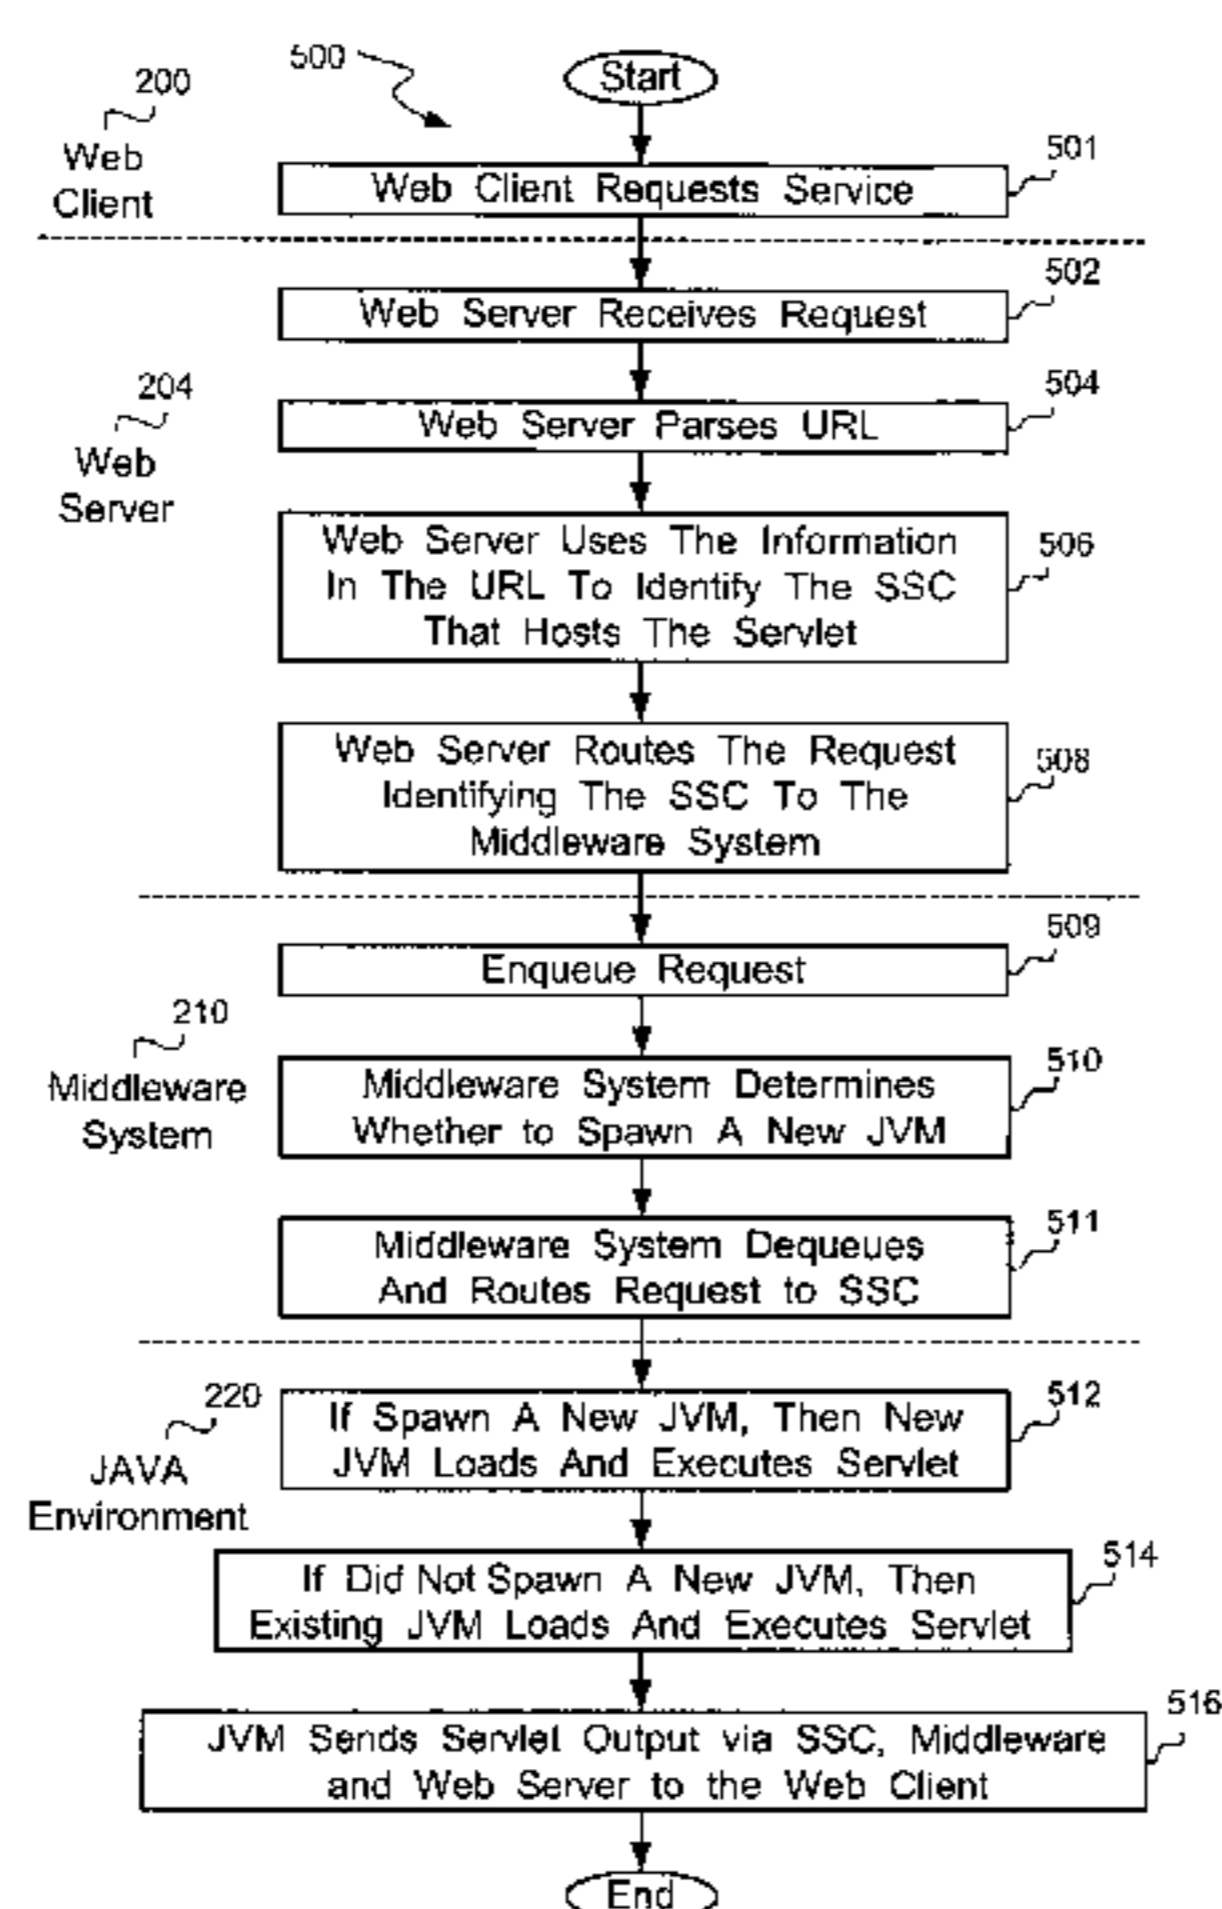 500
Start
200
Web
Client
501
Web Client Requests Service
502
Web Server Receives Request
204
Web
Server
504
Web Server Parses URL
506
Web Server Uses The Information
In The URL To Identify The SSC
That Hosts The Servlet
508
Web Server Routes The Request
Identifying The SSC To The
Middleware System
509
Enqueue Request
210
Middleware
System
510
Middleware System Determines
Whether to Spawn A New JVM
511
Middleware System Dequeues
And Routes Request to SSC
220
JAVA
Environment
512
If Spawn A New JVM, Then New
JVM Loads And Executes Servlet
514
If Did Not Spawn A New JVM, Then
Existing JVM Loads And Executes Servlet
516
JVM Sends Servlet Output via SSC, Middleware
and Web Server to the Web Client
End